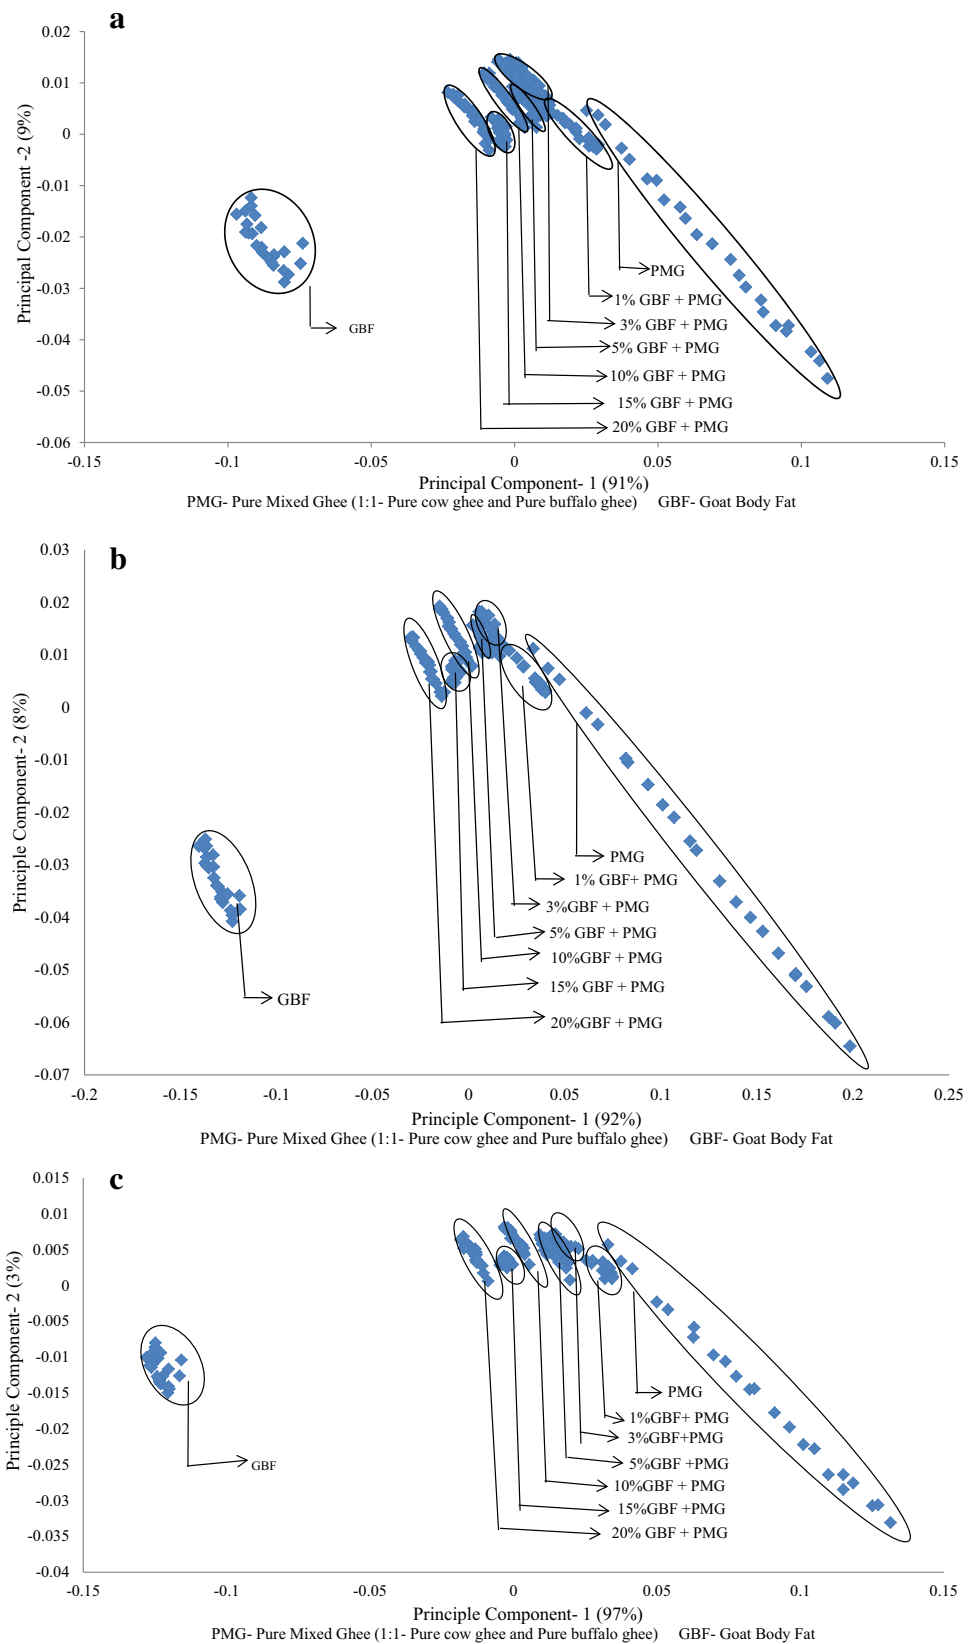 a
0.02
0.01
0
-0.01
-0.02
-0.03
-0.04
-0.05
-0.06
Principal Component -2 (9%)
GBF
PMG
1% GBF + PMG
3% GBF + PMG
5% GBF + PMG
10% GBF + PMG
15% GBF + PMG
20% GBF + PMG
-0.15 -0.1 -0.05 0 0.05 0.1 0.15
Principal Component- 1 (91%)
PMG- Pure Mixed Ghee (1:1- Pure cow ghee and Pure buffalo ghee) GBF- Goat Body Fat
b
0.03
0.02
0.01
0
-0.01
-0.02
-0.03
-0.04
-0.05
-0.06
-0.07
Principle Component- 2 (8%)
PMG
1% GBF+ PMG
3%GBF + PMG
5% GBF + PMG
10%GBF + PMG
15% GBF + PMG
GBF
20%GBF + PMG
-0.2 -0.15 -0.1 -0.05 0 0.05 0.1 0.15 0.2 0.25
Principle Component- 1 (92%)
PMG- Pure Mixed Ghee (1:1- Pure cow ghee and Pure buffalo ghee) GBF- Goat Body Fat
c
0.015
0.01
0.005
0
-0.005
-0.01
-0.015
-0.02
-0.025
-0.03
-0.035
-0.04
Principle Component- 2 (3%)
PMG
1%GBF+ PMG
3%GBF+PMG
5%GBF +PMG
GBF
10%GBF + PMG
15%GBF +PMG
20% GBF + PMG
-0.15 -0.1 -0.05 0 0.05 0.1 0.15
Principle Component- 1 (97%)
PMG- Pure Mixed Ghee (1:1- Pure cow ghee and Pure buffalo ghee) GBF- Goat Body Fat